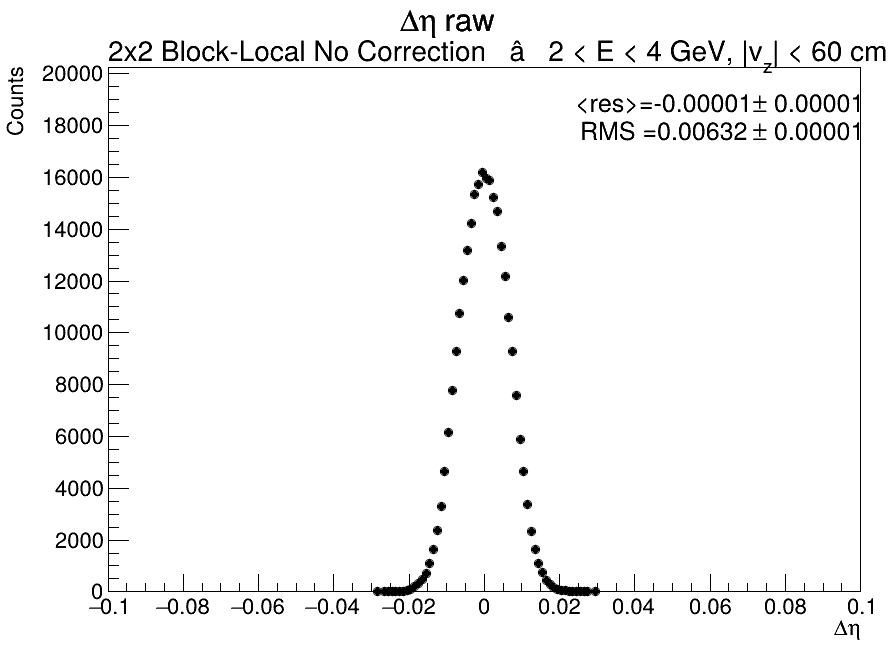 Δη raw
2x2 Block-Local No Correction â 2 < E < 4 GeV, |v_z| < 60 cm
<res>=-0.00001± 0.00001
RMS =0.00632± 0.00001
Counts
20000
18000
16000
14000
12000
10000
8000
6000
4000
2000
0
−0.1 −0.08 −0.06 −0.04 −0.02 0 0.02 0.04 0.06 0.08 0.1
Δη